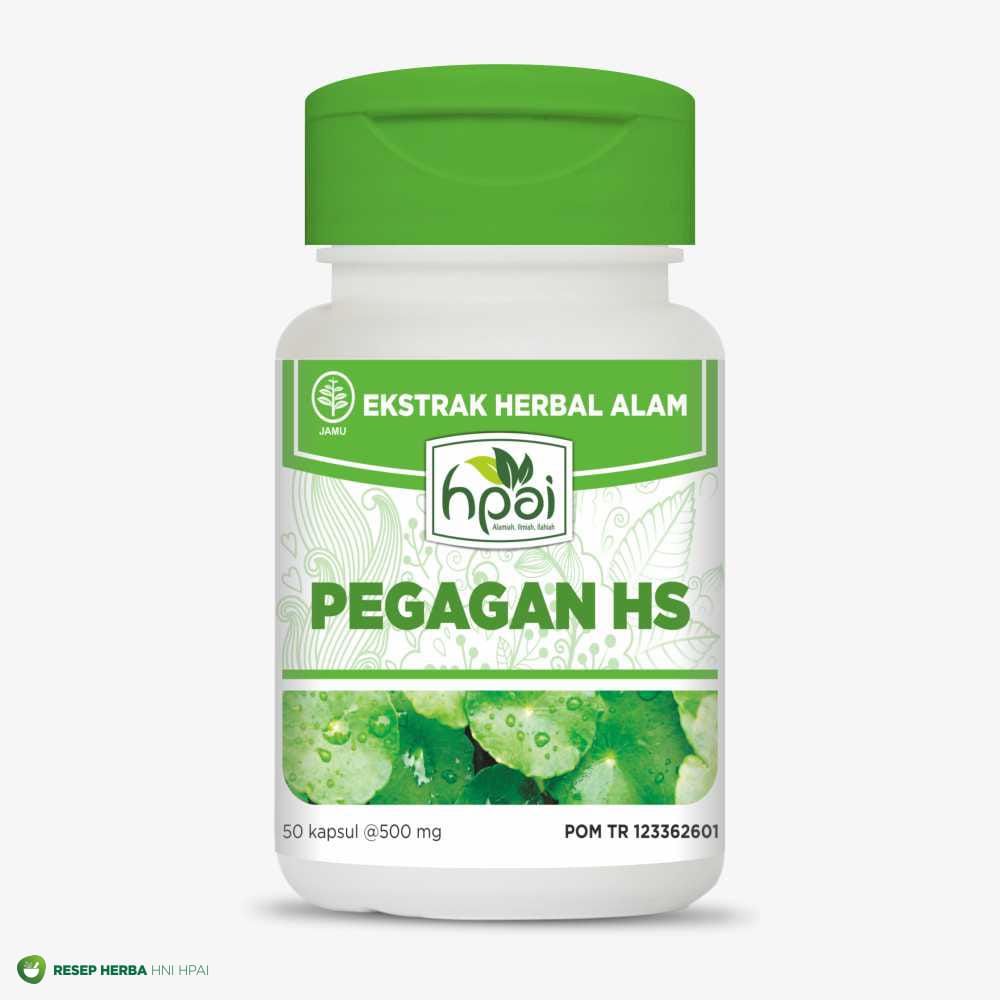 JAMU
EKSTRAK HERBAL ALAM
hpai
Alamiah, Ilmiah, Ilahiah
PEGAGAN HS
50 kapsul @500 mg
POM TR 123362601
RESEP HERBA HNI HPAI